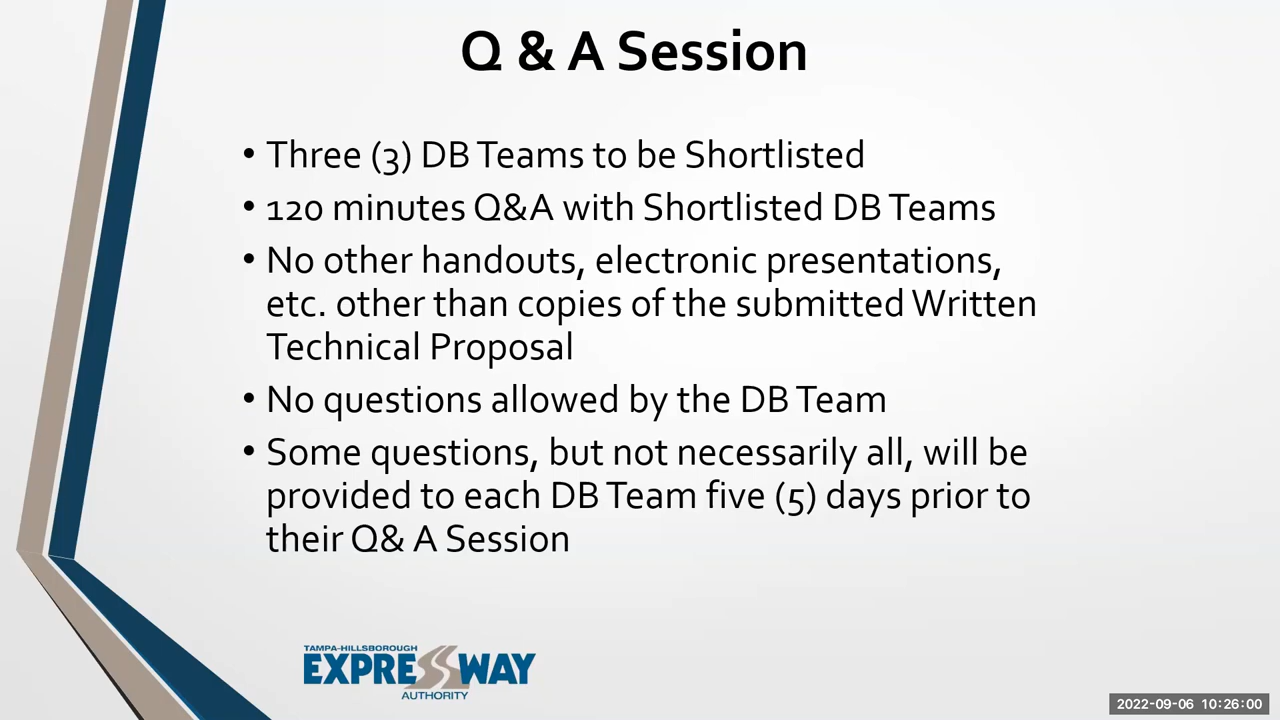 Q & A Session
• Three (3) DB Teams to be Shortlisted
• 120 minutes Q&A with Shortlisted DB Teams
• No other handouts, electronic presentations,
etc. other than copies of the submitted Written
Technical Proposal
• No questions allowed by the DB Team
• Some questions, but not necessarily all, will be
provided to each DB Team five (5) days prior to
their Q& A Session
TAMPA-HILLSBOROUGH
EXPRESSWAY
AUTHORITY
2022-09-06 10:26:00